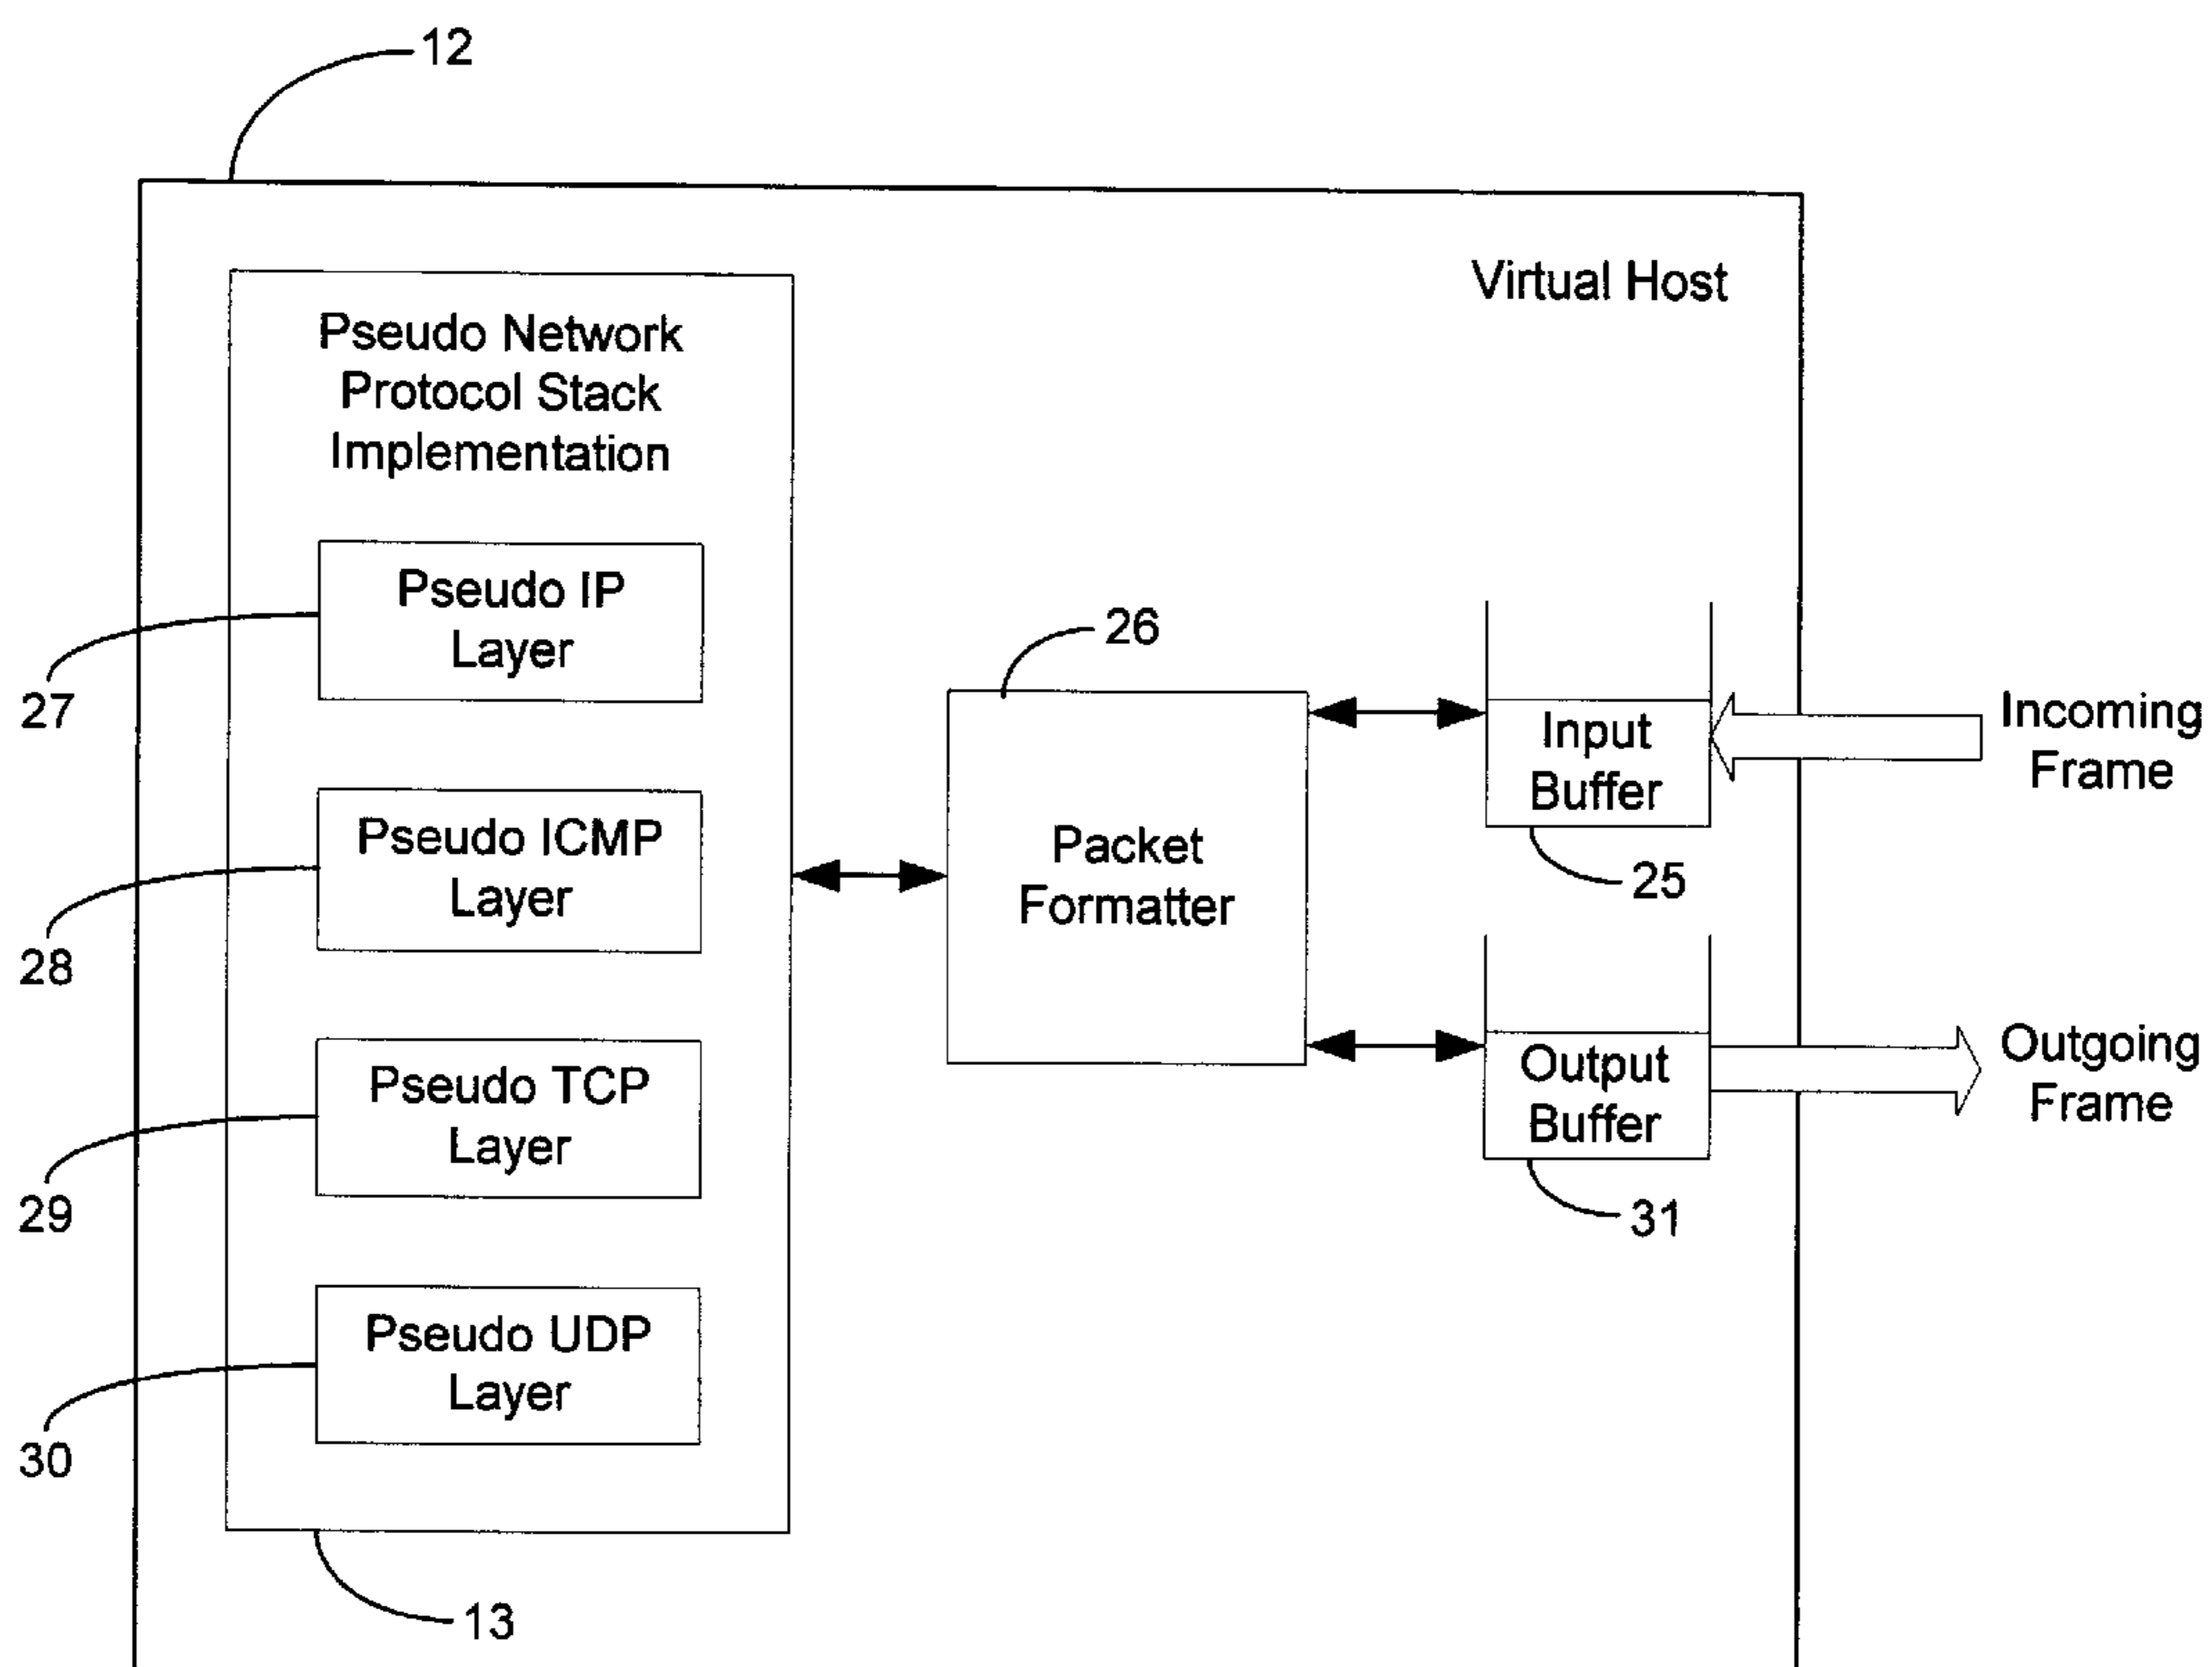 12
Virtual Host
Pseudo Network
Protocol Stack
Implementation
Pseudo IP
Layer
27
Pseudo ICMP
Layer
28
Pseudo TCP
Layer
29
Pseudo UDP
Layer
30
13
26
Packet
Formatter
Input
Buffer
25
Incoming
Frame
Output
Buffer
31
Outgoing
Frame